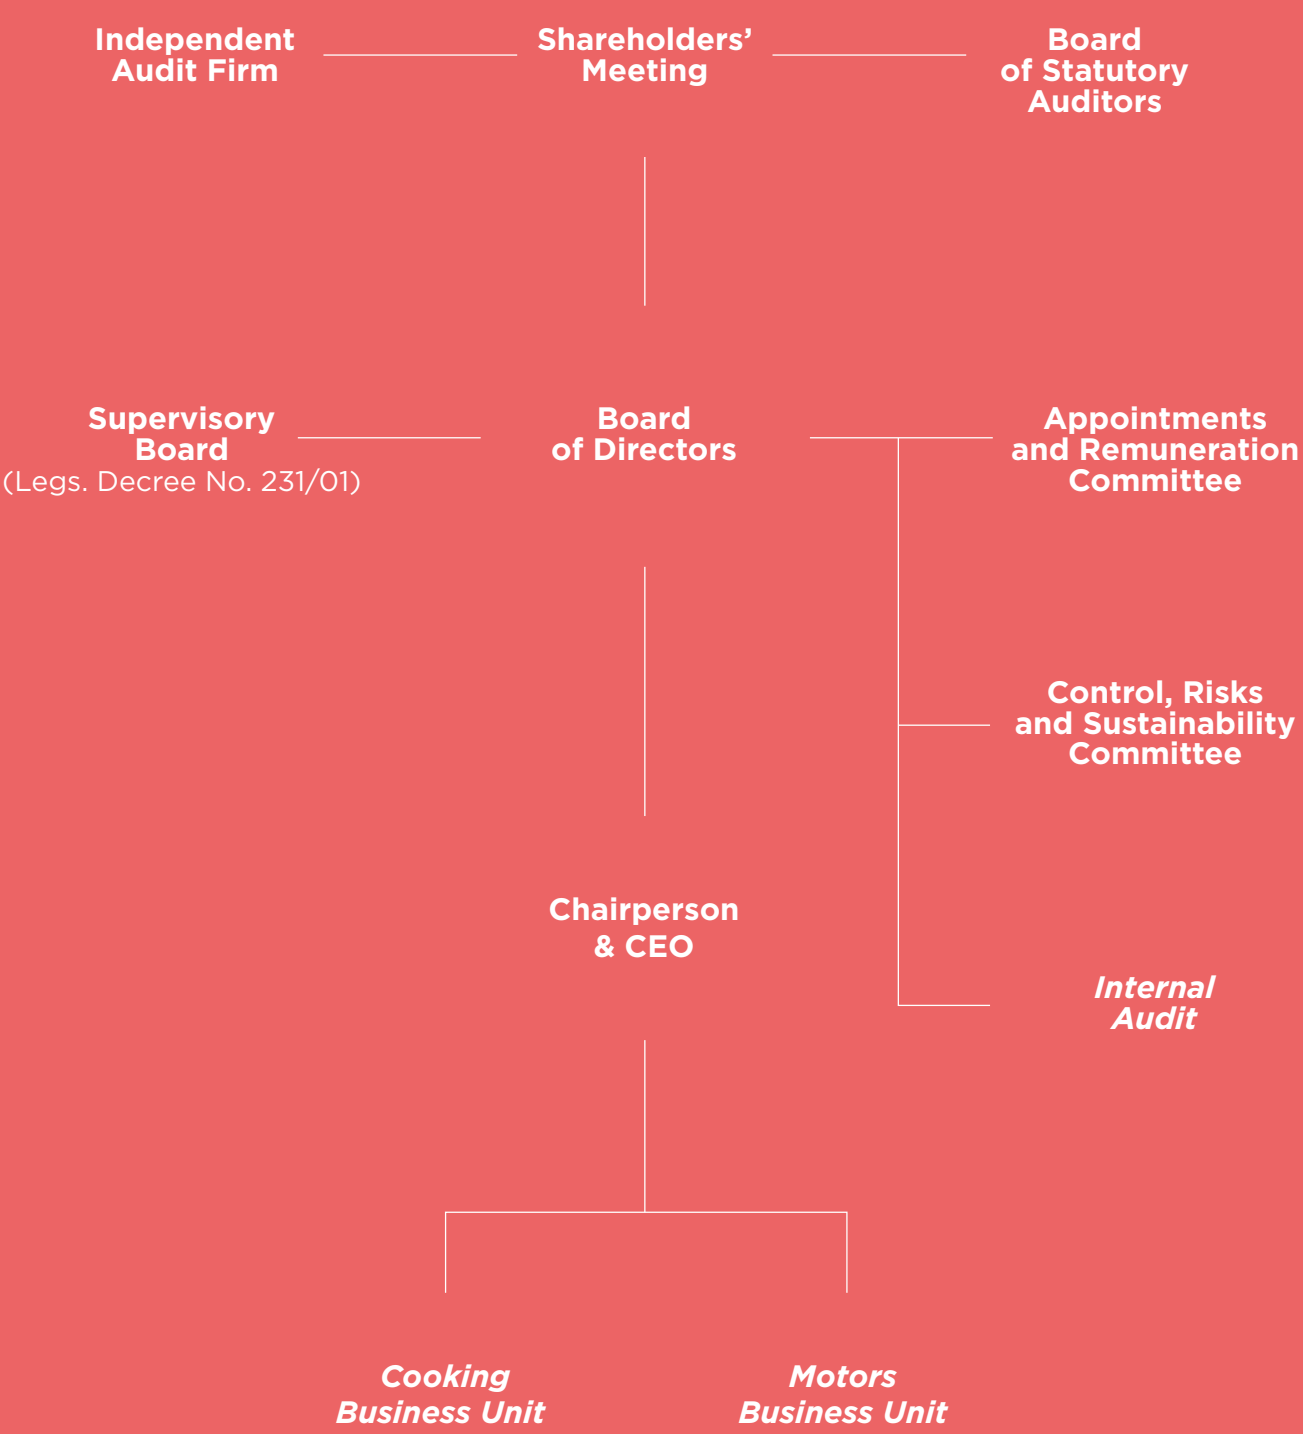 Independent
Audit Firm
Shareholders’
Meeting
Board
of Statutory
Auditors
Supervisory
Board
(Legs. Decree No. 231/01)
Board
of Directors
Appointments
and Remuneration
Committee
Control, Risks
and Sustainability
Committee
Chairperson
& CEO
Internal
Audit
Cooking
Business Unit
Motors
Business Unit